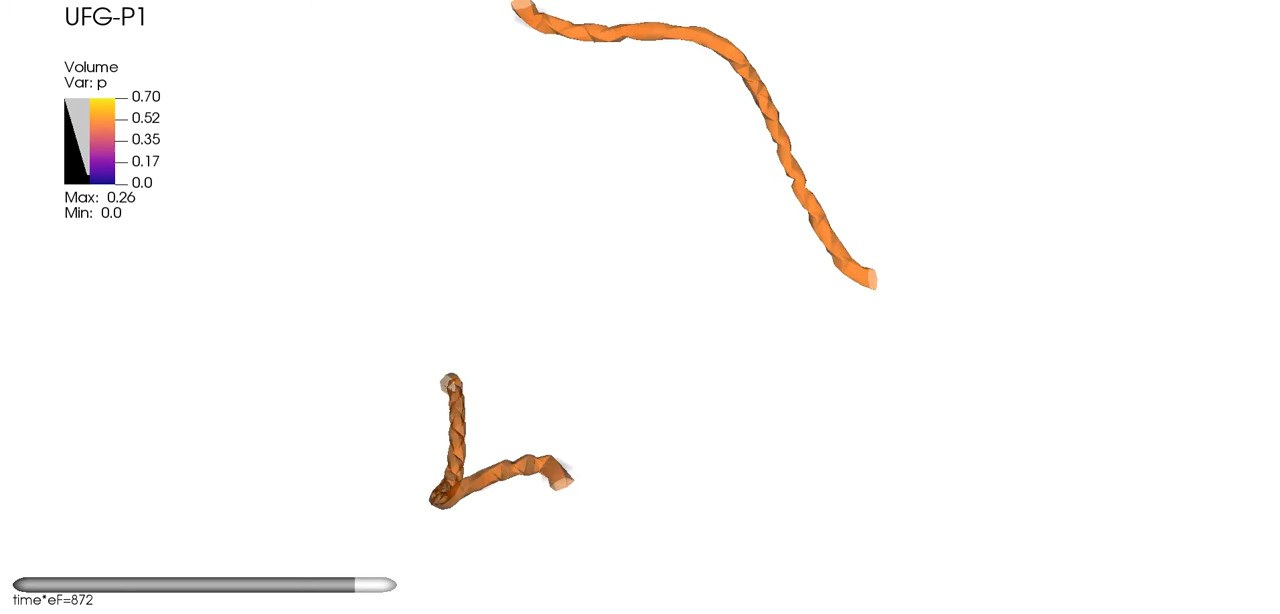 UFG-P1
Volume
Var: p
0.70
0.52
0.35
0.17
0.0
Max: 0.26
Min: 0.0
time*eF=872